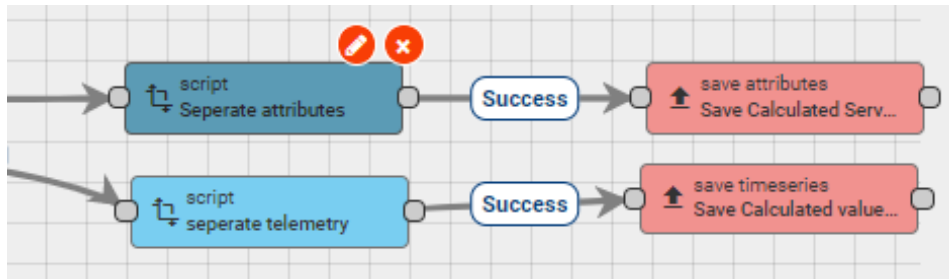 script
Seperate attributes
Success
save attributes
Save Calculated Serv...
script
seperate telemetry
Success
save timeseries
Save Calculated value...